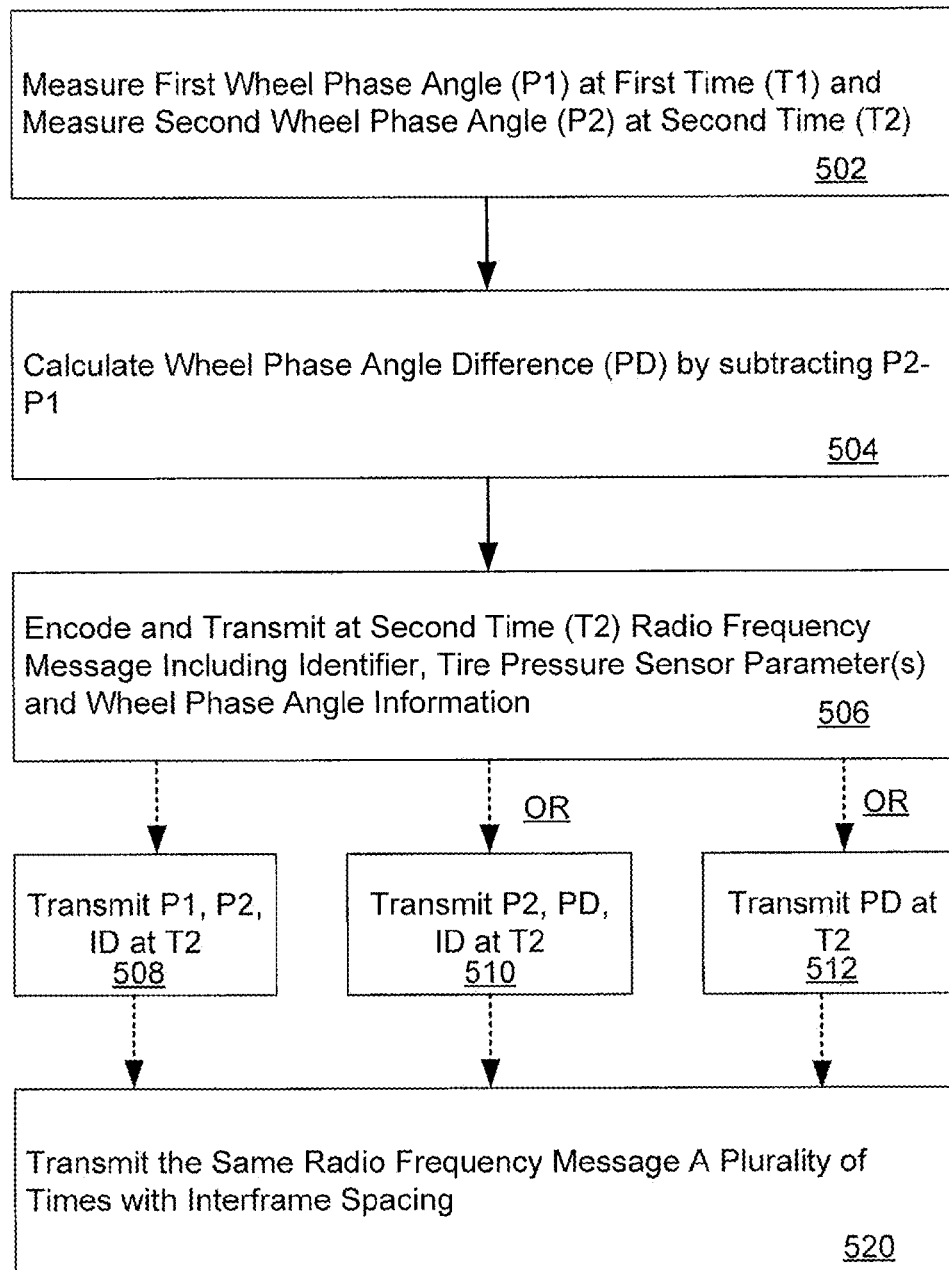 Measure First Wheel Phase Angle (P1) at First Time (T1) and
Measure Second Wheel Phase Angle (P2) at Second Time (T2)
502
Calculate Wheel Phase Angle Difference (PD) by subtracting P2-
P1
504
Encode and Transmit at Second Time (T2) Radio Frequency
Message Including Identifier, Tire Pressure Sensor Parameter(s)
and Wheel Phase Angle Information
506
OR
OR
Transmit P1, P2,
ID at T2
508
Transmit P2, PD,
ID at T2
510
Transmit PD at
T2
512
Transmit the Same Radio Frequency Message A Plurality of
Times with Interframe Spacing
520